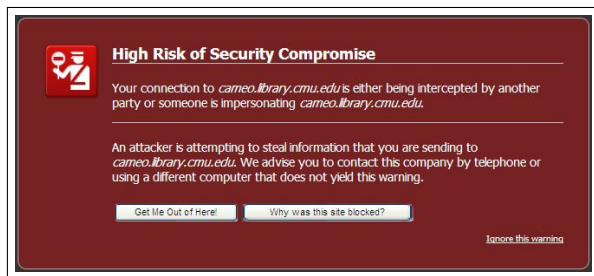 High Risk of Security Compromise
Your connection to cameo.library.cmu.edu is either being intercepted by another
party or someone is impersonating cameo.library.cmu.edu.
An attacker is attempting to steal information that you are sending to
cameo.library.cmu.edu. We advise you to contact this company by telephone or
using a different computer that does not yield this warning.
Get Me Out of Here!
Why was this site blocked?
Ignore this warning